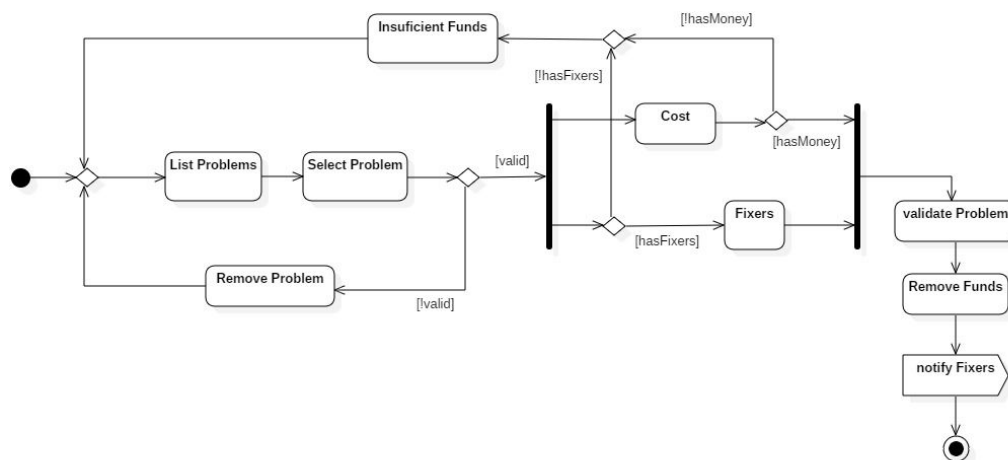 Insuficient Funds
[!hasMoney]
[!hasFixers]
Cost
[hasMoney]
[valid]
List Problems
Select Problem
Fixers
[hasFixers]
validate Problem
Remove Problem
[!valid]
Remove Funds
notify Fixers